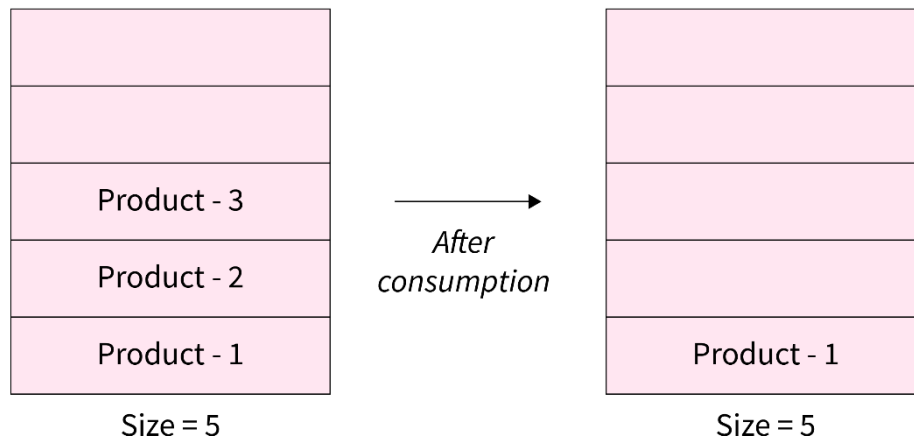 Product - 3
Product - 2
Product - 1
Size = 5
After
consumption
Product - 1
Size = 5